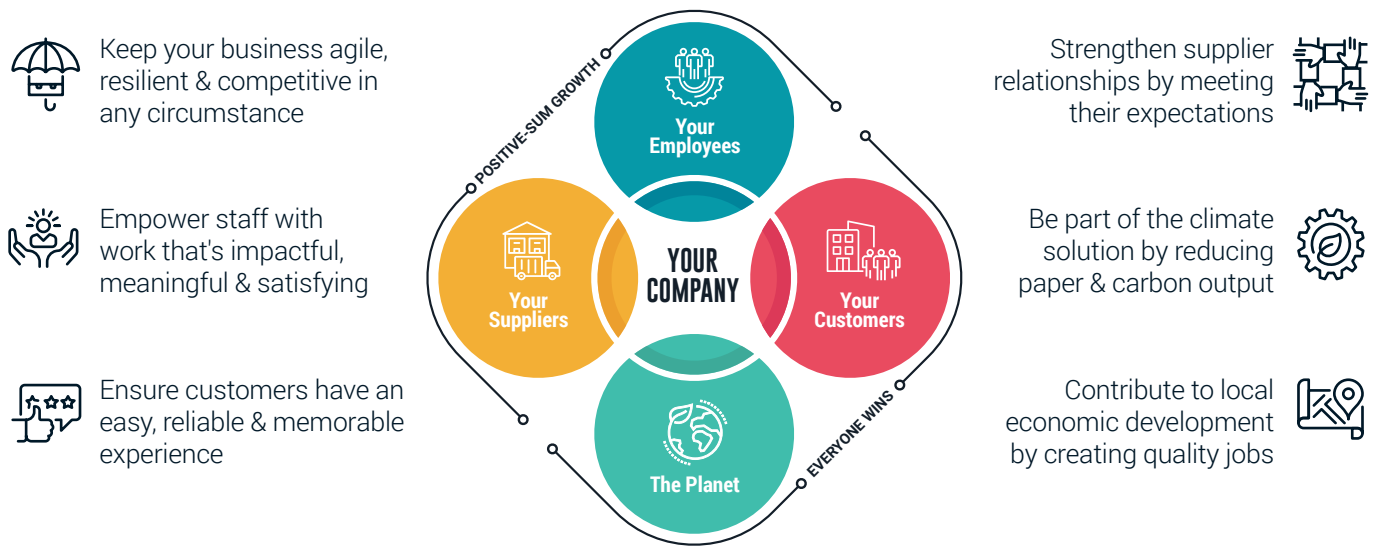 Keep your business agile,
resilient & competitive in
any circumstance
Empower staff with
work that's impactful,
meaningful & satisfying
Ensure customers have an
easy, reliable & memorable
experience
POSITIVE-SUM GROWTH
Your
Employees
Your
Suppliers
YOUR
COMPANY
Your
Customers
The Planet
EVERYONE WINS
Strengthen supplier
relationships by meeting
their expectations
Be part of the climate
solution by reducing
paper & carbon output
Contribute to local
economic development
by creating quality jobs